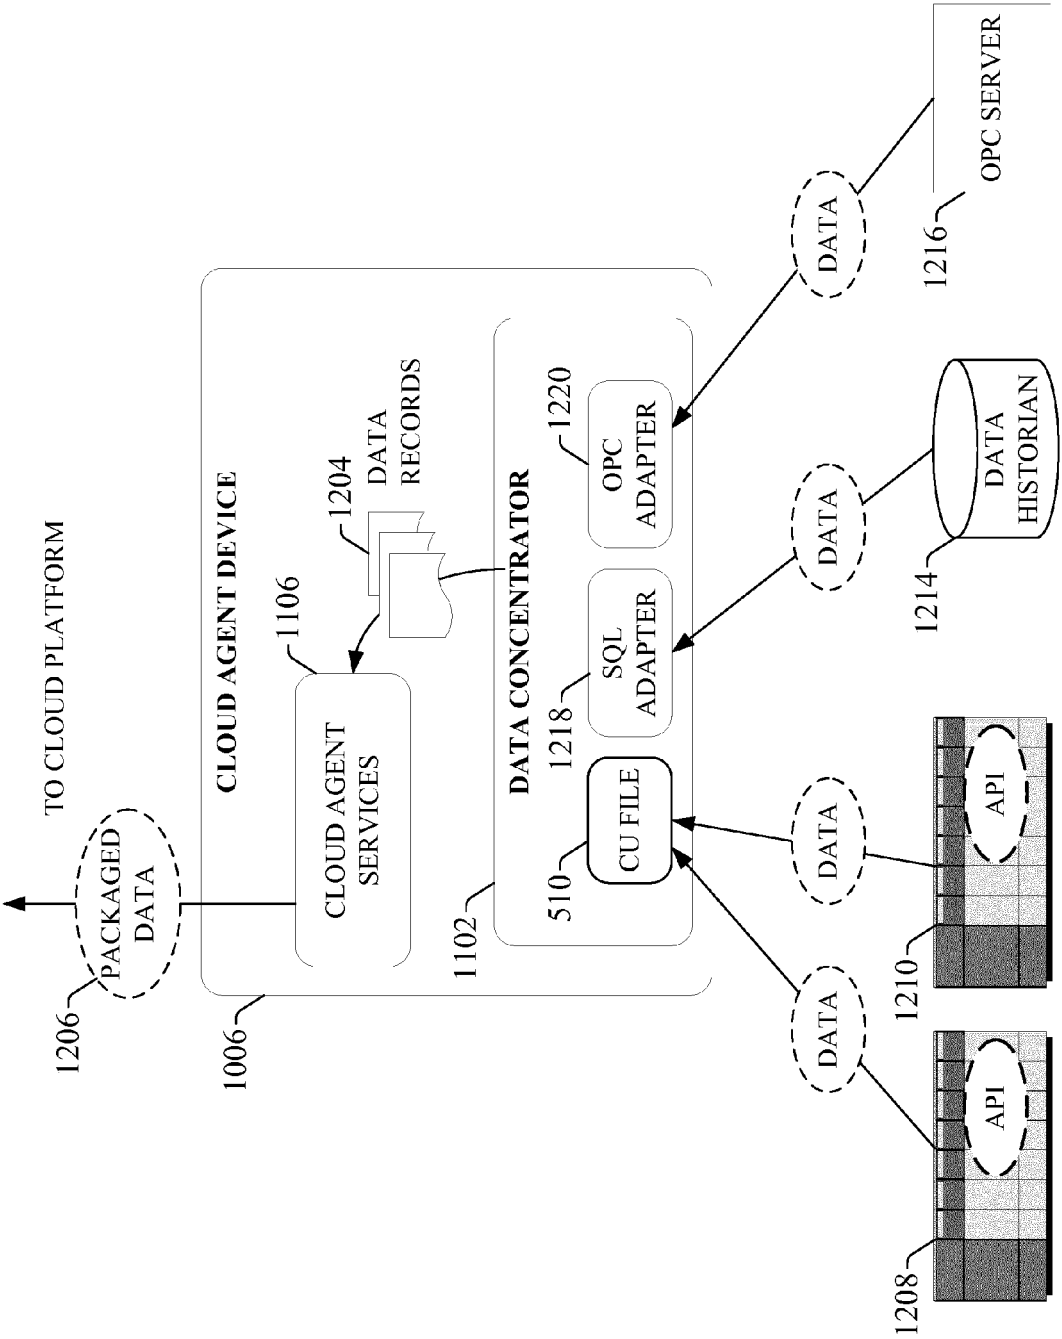 TO CLOUD PLATFORM
1206
PACKAGED
DATA
1006
CLOUD AGENT DEVICE
1106
CLOUD AGENT
SERVICES
1204
DATA
RECORDS
1102
DATA CONCENTRATOR
510
CU FILE
1218
SQL
ADAPTER
1220
OPC
ADAPTER
DATA
DATA
DATA
DATA
1208
API
1210
API
1214
DATA
HISTORIAN
1216
OPC SERVER